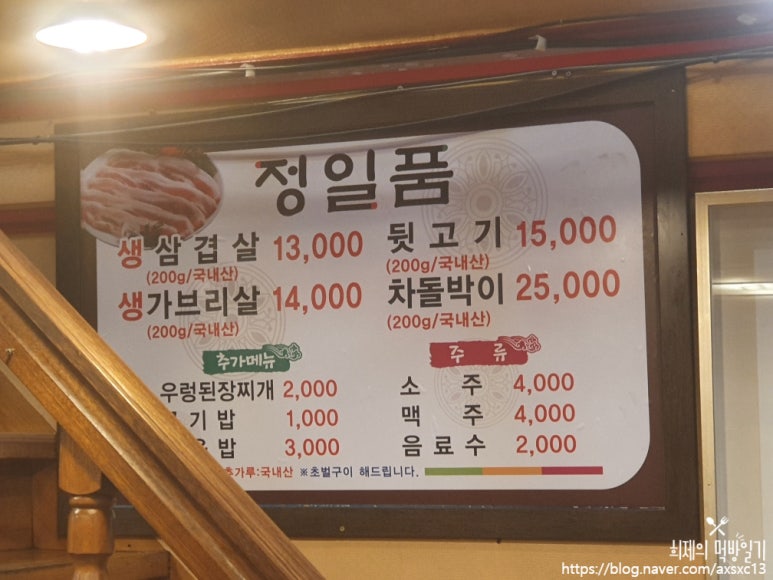 정일품
생삼겹살 13,000
(200g/국내산)
뒷고기 15,000
(200g/국내산)
생가브리살 14,000
(200g/국내산)
차돌박이 25,000
(200g/국내산)
추가메뉴
우렁된장찌개 2,000
기밥 1,000
밥 3,000
주류
소주 4,000
맥주 4,000
음료수 2,000
가루:국내산 ※초벌구이 해드립니다.
희제의 먹방일기
https://blog.naver.com/axsxc13